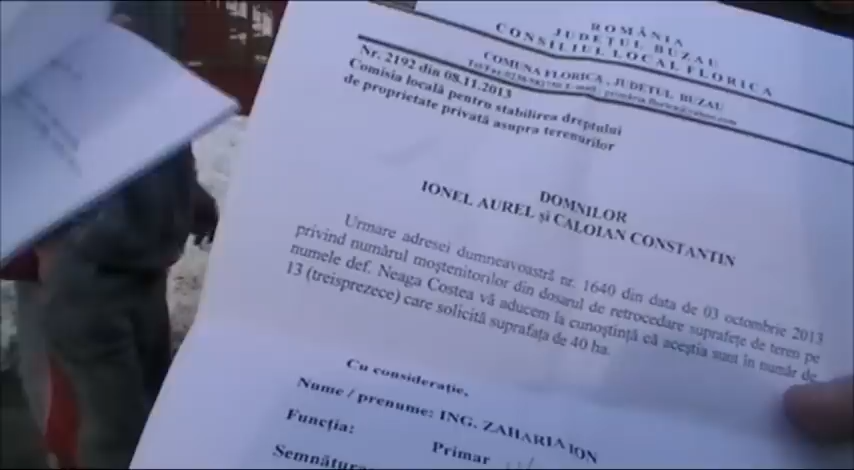 ROMÂNIA
JUDEȚUL BUZAU
CONSILIUL LOCAL FLORICA
COMUNA FLORICA, JUDETUL BUZAU
Nr. 2192 din 08.11.2013
Comisia locală pentru stabilirea dreptului
de proprietate privată asupra terenurilor
DOMNILOR
IONEL AUREL și CALOIAN CONSTANTIN
Urmare adresei dumneavoastră nr. 1640 din data de 03 octombrie 2013
privind numărul moștenitorilor din dosarul de retrocedare suprafețe de teren pe
numele def. Neaga Costea vă aducem la cunoștință că aceștia sunt în număr de
13 (treisprezece) care solicită suprafața de 40 ha.
Cu considerație,
Nume / prenume: ING. ZAHARIA ION
Funcția: Primar
Semnătura